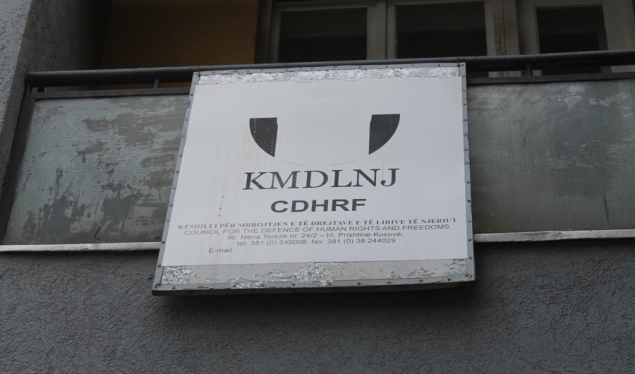 KMDLNJ
CDHRF
KËSHILLI PËR MBROJTJEN E TË DREJTAVE E TË LIRIVE TË NJERIUT
COUNCIL FOR THE DEFENCE OF HUMAN RIGHTS AND FREEDOMS
Rr. Nëna Terezë nr. 24/2 – I/I. Prishtinë-Kosovë.
tel: 381 (0) 249006 fax: 381 (0) 38 244029
E-mail